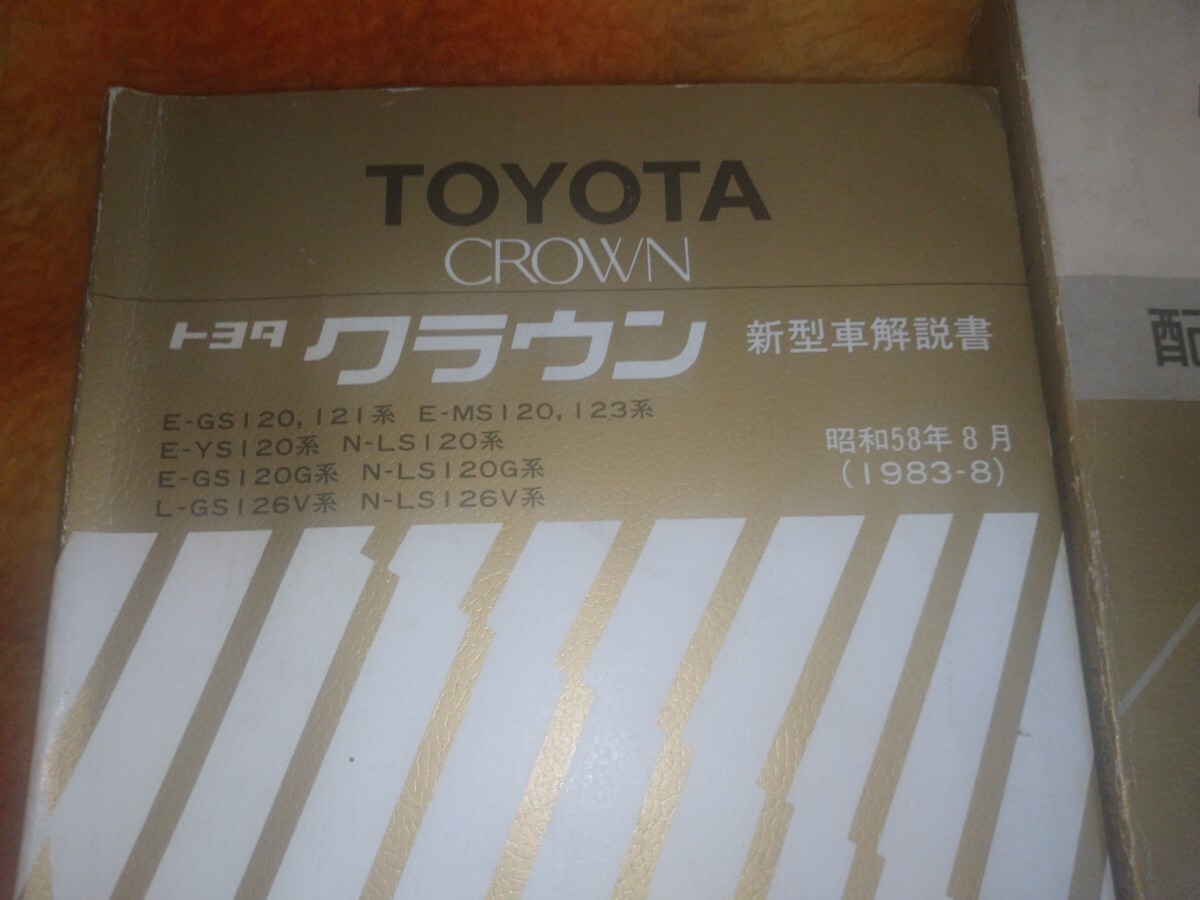 TOYOTA
CROWN
トヨタ クラウン 新型車解説書
E-GS120, 121系 E-MS120, 123系
E-YS120系 N-LS120系
E-GS120G系 N-LS120G系
L-GS126V系 N-LS126V系
昭和58年8月
(1983-8)
配